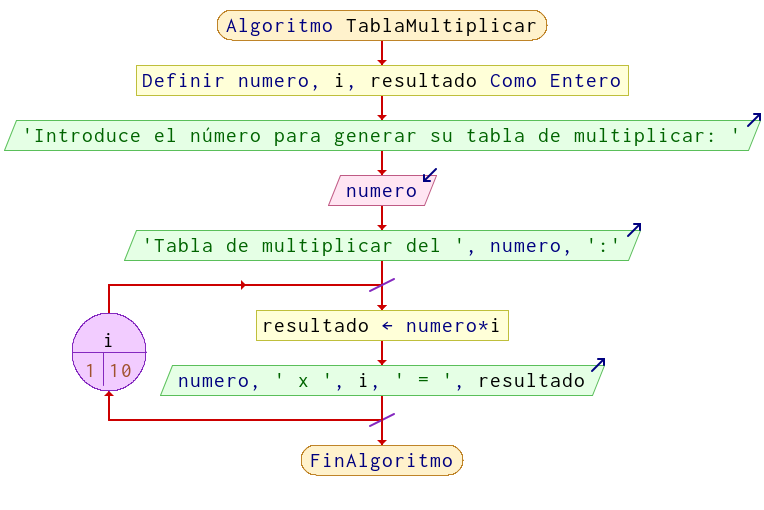 Algoritmo TablaMultiplicar
Definir numero, i, resultado Como Entero
'Introduce el número para generar su tabla de multiplicar: '
numero
'Tabla de multiplicar del ', numero, ':'
resultado ← numero*i
i
1 10
numero, ' x ', i, ' = ', resultado
FinAlgoritmo